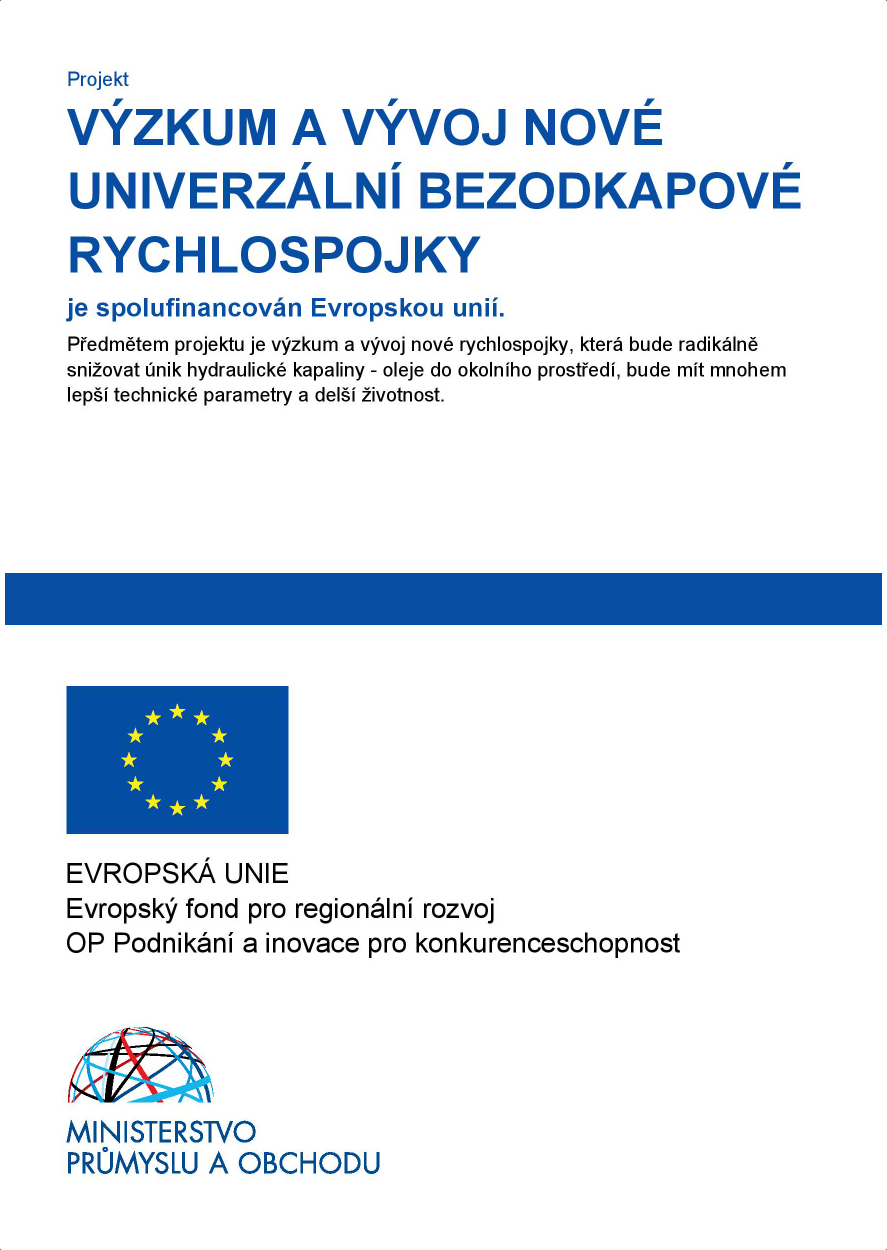 Projekt
VÝZKUM A VÝVOJ NOVÉ
UNIVERZÁLNÍ BEZODKAPOVÉ
RYCHLOSPOJKY
je spolufinancován Evropskou unií.
Předmětem projektu je výzkum a vývoj nové rychlospojky, která bude radikálně
snižovat únik hydraulické kapaliny - oleje do okolního prostředí, bude mít mnohem
lepší technické parametry a delší životnost.
EVROPSKÁ UNIE
Evropský fond pro regionální rozvoj
OP Podnikání a inovace pro konkurenceschopnost
MINISTERSTVO
PRŮMYSLU A OBCHODU